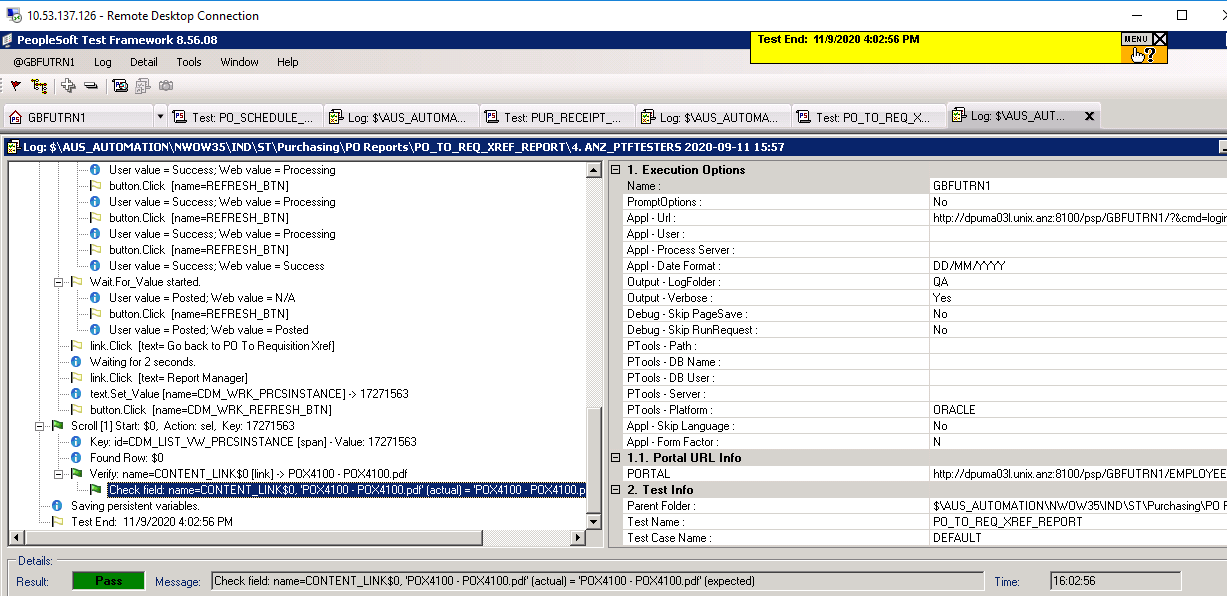 10.53.137.126 - Remote Desktop Connection
PeopleSoft Test Framework 8.56.08
Test End: 11/9/2020 4:02:56 PM
MENU
?
@GBFUTRN1 Log Detail Tools Window Help
GBFUTRN1
Test: PO_SCHEDULE_...
Log: $\AUS_AUTOMA...
Test: PUR_RECEIPT_...
Log: $\AUS_AUTOMA...
Test: PO_TO_REQ_X...
Log: $\AUS_AUT...
Log: $\AUS_AUTOMATION\NWOW35\IND\ST\Purchasing\PO Reports\PO_TO_REQ_XREF_REPORT\4. ANZ_PTFTESTERS 2020-09-11 15:57
User value = Success; Web value = Processing
button.Click [name=REFRESH_BTN]
User value = Success; Web value = Processing
button.Click [name=REFRESH_BTN]
User value = Success; Web value = Processing
button.Click [name=REFRESH_BTN]
User value = Success; Web value = Success
Wait.For_Value started.
User value = Posted; Web value = N/A
button.Click [name=REFRESH_BTN]
User value = Posted; Web value = Posted
link.Click [text= Go back to PO To Requisition Xref]
Waiting for 2 seconds.
link.Click [text= Report Manager]
text.Set_Value [name=CDM_WRK_PRCSINSTANCE] -> 17271563
button.Click [name=CDM_WRK_REFRESH_BTN]
Scroll [1] Start: $0, Action: sel, Key: 17271563
Key: id=CDM_LIST_VW_PRCSINSTANCE [span] - Value: 17271563
Found Row: $0
Verify: name=CONTENT_LINK$0 [link] -> POX4100 - POX4100.pdf
Check field: name=CONTENT_LINK$0, 'POX4100 - POX4100.pdf' (actual) = 'POX4100 - POX4100.p
Saving persistent variables.
Test End: 11/9/2020 4:02:56 PM
1. Execution Options
Name : GBFUTRN1
PromptOptions : No
Appl - Url : http://dpuma03l.unix.anz:8100/psp/GBFUTRN1/?&cmd=login
Appl - User :
Appl - Process Server :
Appl - Date Format : DD/MM/YYYY
Output - LogFolder : QA
Output - Verbose : Yes
Debug - Skip PageSave : No
Debug - Skip RunRequest : No
PTools - Path :
PTools - DB Name :
PTools - DB User :
PTools - Server :
PTools - Platform : ORACLE
Appl - Skip Language : No
Appl - Form Factor : N
1.1. Portal URL Info
PORTAL http://dpuma03l.unix.anz:8100/psp/GBFUTRN1/EMPLOYEE
2. Test Info
Parent Folder : $\AUS_AUTOMATION\NWOW35\IND\ST\Purchasing\PO R
Test Name : PO_TO_REQ_XREF_REPORT
Test Case Name : DEFAULT
Details:
Result: Pass Message: Check field: name=CONTENT_LINK$0, 'POX4100 - POX4100.pdf' (actual) = 'POX4100 - POX4100.pdf' (expected) Time: 16:02:56